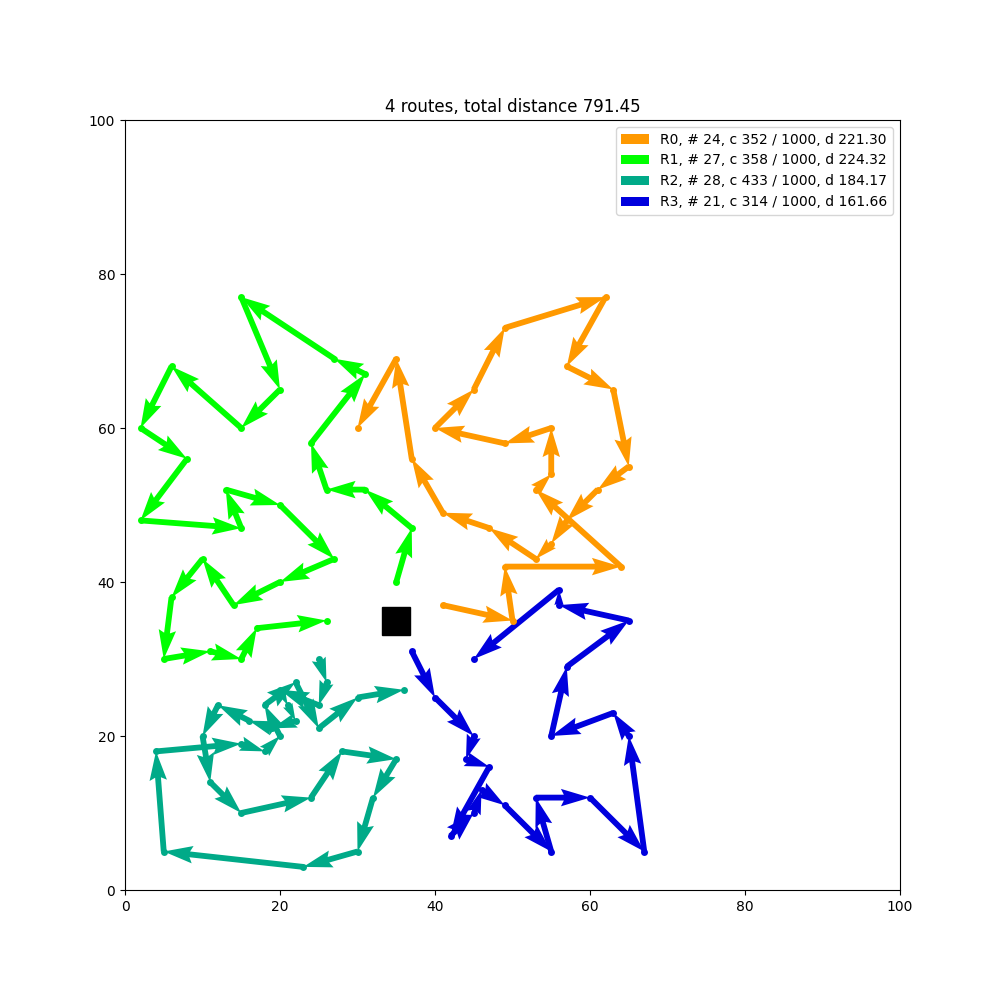 4 routes, total distance 791.45
R0, # 24, c 352 / 1000, d 221.30
R1, # 27, c 358 / 1000, d 224.32
R2, # 28, c 433 / 1000, d 184.17
R3, # 21, c 314 / 1000, d 161.66
100
80
60
40
20
0
0 20 40 60 80 100